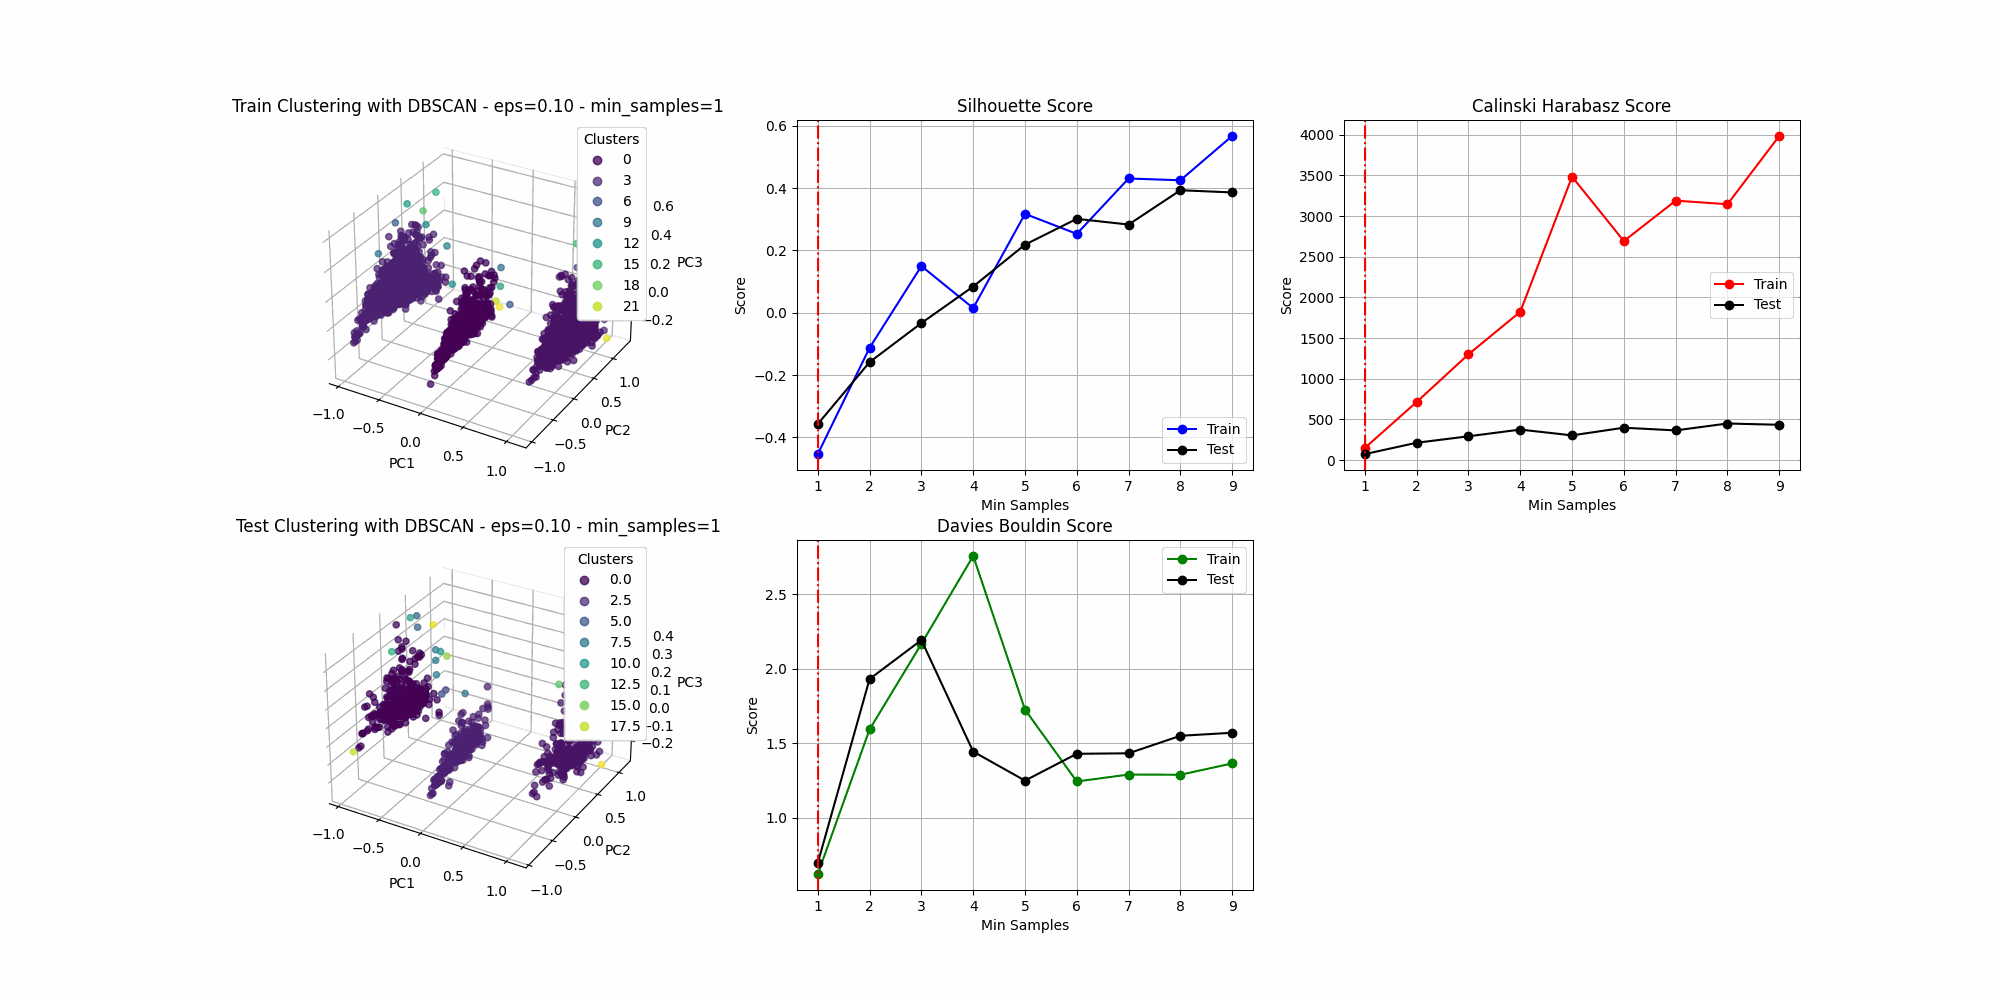 Train Clustering with DBSCAN - eps=0.10 - min_samples=1
Clusters
0
3
6
9
12
15
18
21
0.6
0.4
0.2
0.0
−0.2
PC3
1.0
0.5
0.0
−0.5
−1.0
PC2
−1.0
−0.5
0.0
0.5
1.0
PC1
Silhouette Score
0.6
0.4
0.2
0.0
−0.2
−0.4
Score
Train
Test
1 2 3 4 5 6 7 8 9
Min Samples
Calinski Harabasz Score
4000
3500
3000
2500
2000
1500
1000
500
0
Score
Train
Test
1 2 3 4 5 6 7 8 9
Min Samples
Test Clustering with DBSCAN - eps=0.10 - min_samples=1
Clusters
0.0
2.5
5.0
7.5
10.0
12.5
15.0
17.5
0.4
0.3
0.2
0.1
0.0
−0.1
−0.2
PC3
1.0
0.5
0.0
−0.5
−1.0
PC2
−1.0
−0.5
0.0
0.5
1.0
PC1
Davies Bouldin Score
2.5
2.0
1.5
1.0
Score
Train
Test
1 2 3 4 5 6 7 8 9
Min Samples